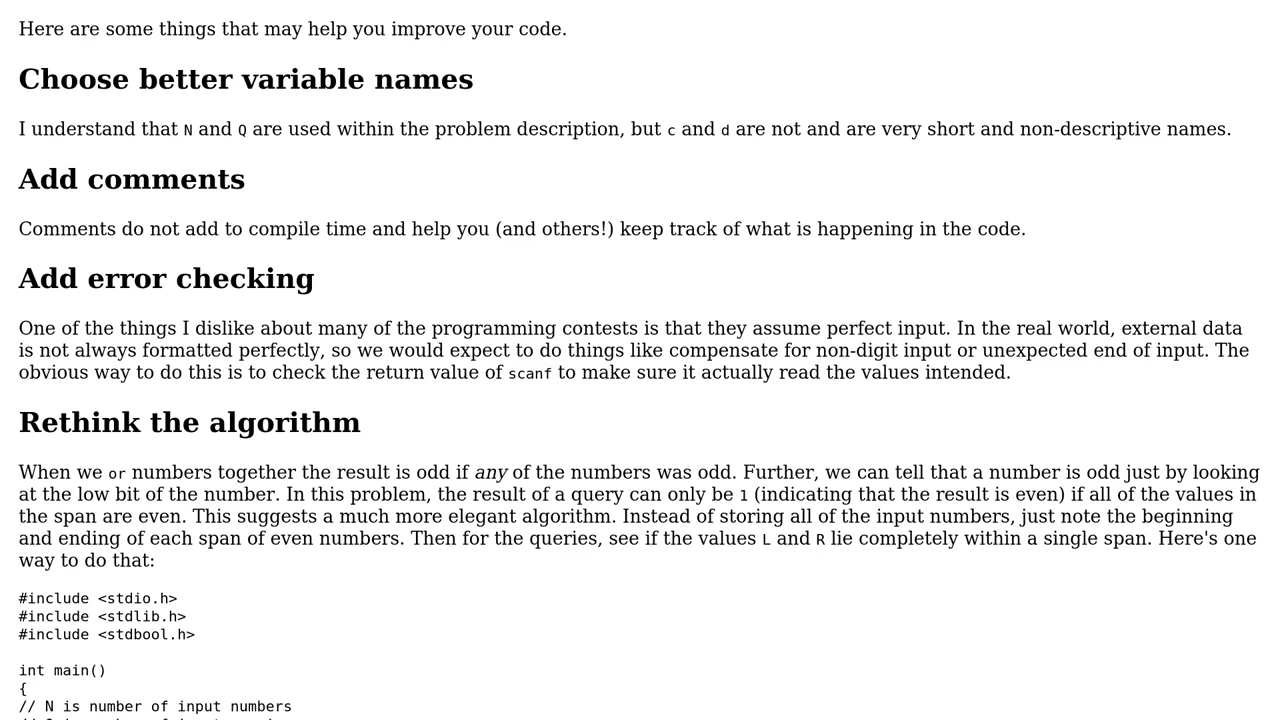 Here are some things that may help you improve your code.
Choose better variable names
I understand that N and Q are used within the problem description, but c and d are not and are very short and non-descriptive names.
Add comments
Comments do not add to compile time and help you (and others!) keep track of what is happening in the code.
Add error checking
One of the things I dislike about many of the programming contests is that they assume perfect input. In the real world, external data
is not always formatted perfectly, so we would expect to do things like compensate for non-digit input or unexpected end of input. The
obvious way to do this is to check the return value of scanf to make sure it actually read the values intended.
Rethink the algorithm
When we or numbers together the result is odd if any of the numbers was odd. Further, we can tell that a number is odd just by looking
at the low bit of the number. In this problem, the result of a query can only be 1 (indicating that the result is even) if all of the values in
the span are even. This suggests a much more elegant algorithm. Instead of storing all of the input numbers, just note the beginning
and ending of each span of even numbers. Then for the queries, see if the values L and R lie completely within a single span. Here's one
way to do that:
#include <stdio.h>
#include <stdlib.h>
#include <stdbool.h>
int main()
{
// N is number of input numbers